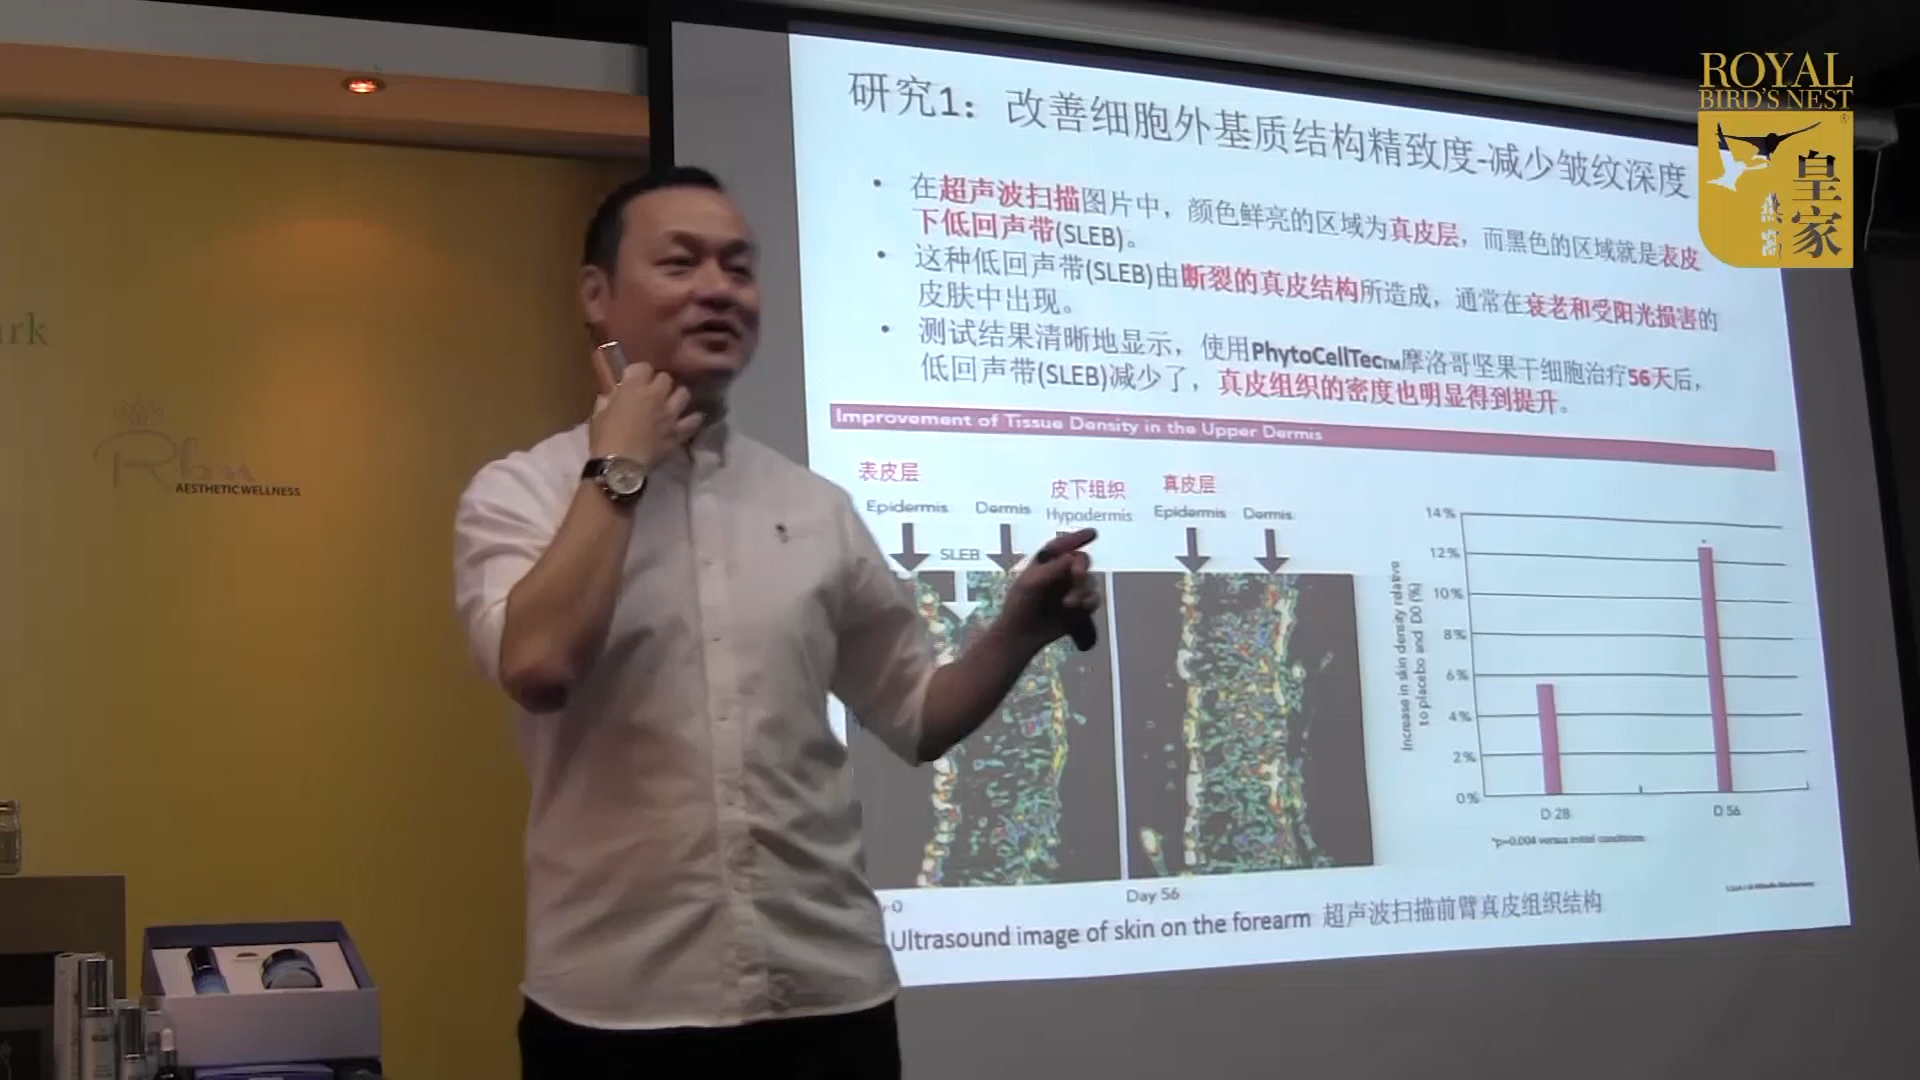 ROYAL
BIRD'S NEST
®
皇家
燕窝
研究1：改善细胞外基质结构精致度-减少皱纹深度
• 在超声波扫描图片中，颜色鲜亮的区域为真皮层，而黑色的区域就是表皮
下低回声带(SLEB)。
• 这种低回声带(SLEB)由断裂的真皮结构所造成，通常在衰老和受阳光损害的
皮肤中出现。
• 测试结果清晰地显示，使用PhytoCellTec™摩洛哥坚果干细胞治疗56天后，
低回声带(SLEB)减少了，真皮组织的密度也明显得到提升。
Improvement of Tissue Density in the Upper Dermis
表皮层
皮下组织
真皮层
Epidermis
Dermis
Hypodermis
Epidermis
Dermis
SLEB
Day 56
Ultrasound image of skin on the forearm 超声波扫描前臂真皮组织结构
Increase in skin density relative
to placebo and D0 (%)
14%
12%
10%
8%
6%
4%
2%
0%
*
D 28
D 56
*p=0.004 versus initial conditions
ark
Rbn
AESTHETIC WELLNESS